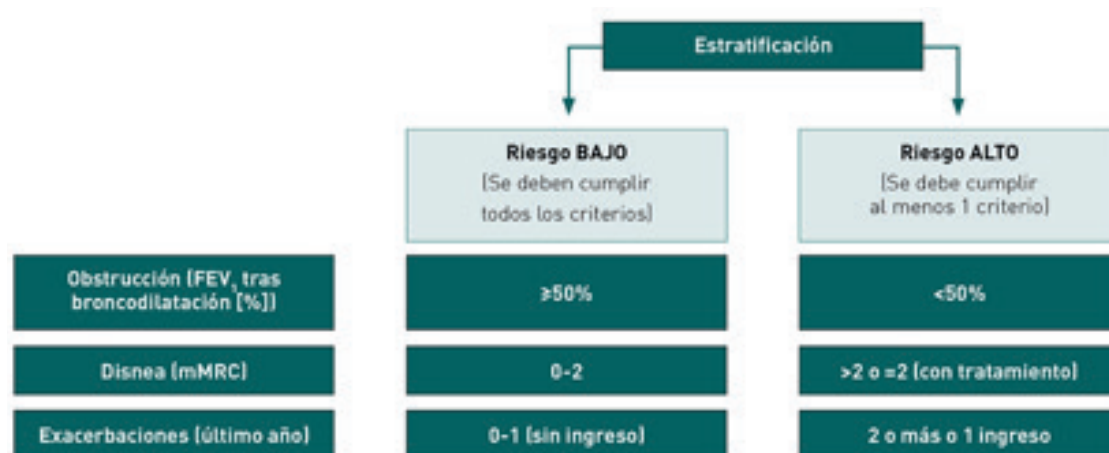 Estratificación
Riesgo BAJO
(Se deben cumplir
todos los criterios)
Riesgo ALTO
(Se debe cumplir
al menos 1 criterio)
Obstrucción (FEV₁ tras
broncodilatación [%])
≥50%
<50%
Disnea (mMRC)
0-2
>2 o =2 (con tratamiento)
Exacerbaciones (último año)
0-1 (sin ingreso)
2 o más o 1 ingreso